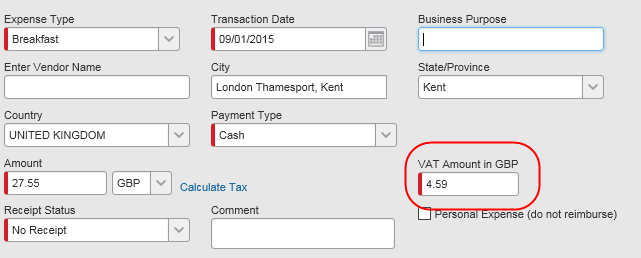 Expense Type
Transaction Date
Business Purpose
Breakfast
09/01/2015
Enter Vendor Name
City
State/Province
London Thamesport, Kent
Kent
Country
Payment Type
UNITED KINGDOM
Cash
Amount
VAT Amount in GBP
27.55
GBP
Calculate Tax
4.59
Receipt Status
Comment
Personal Expense (do not reimburse)
No Receipt